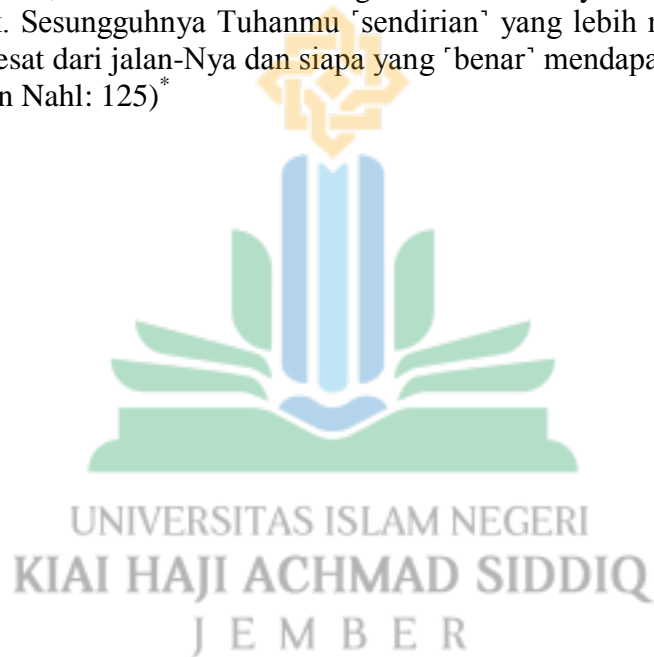 . Sesungguhnya Tuhanmu ˹sendirian˺ yang lebih
esat dari jalan-Nya dan siapa yang ˹benar˺
n Nahl: 125)*
UNIVERSITAS ISLAM NEGERI
KIAI HAJI ACHMAD SIDDIQ
JEMBER